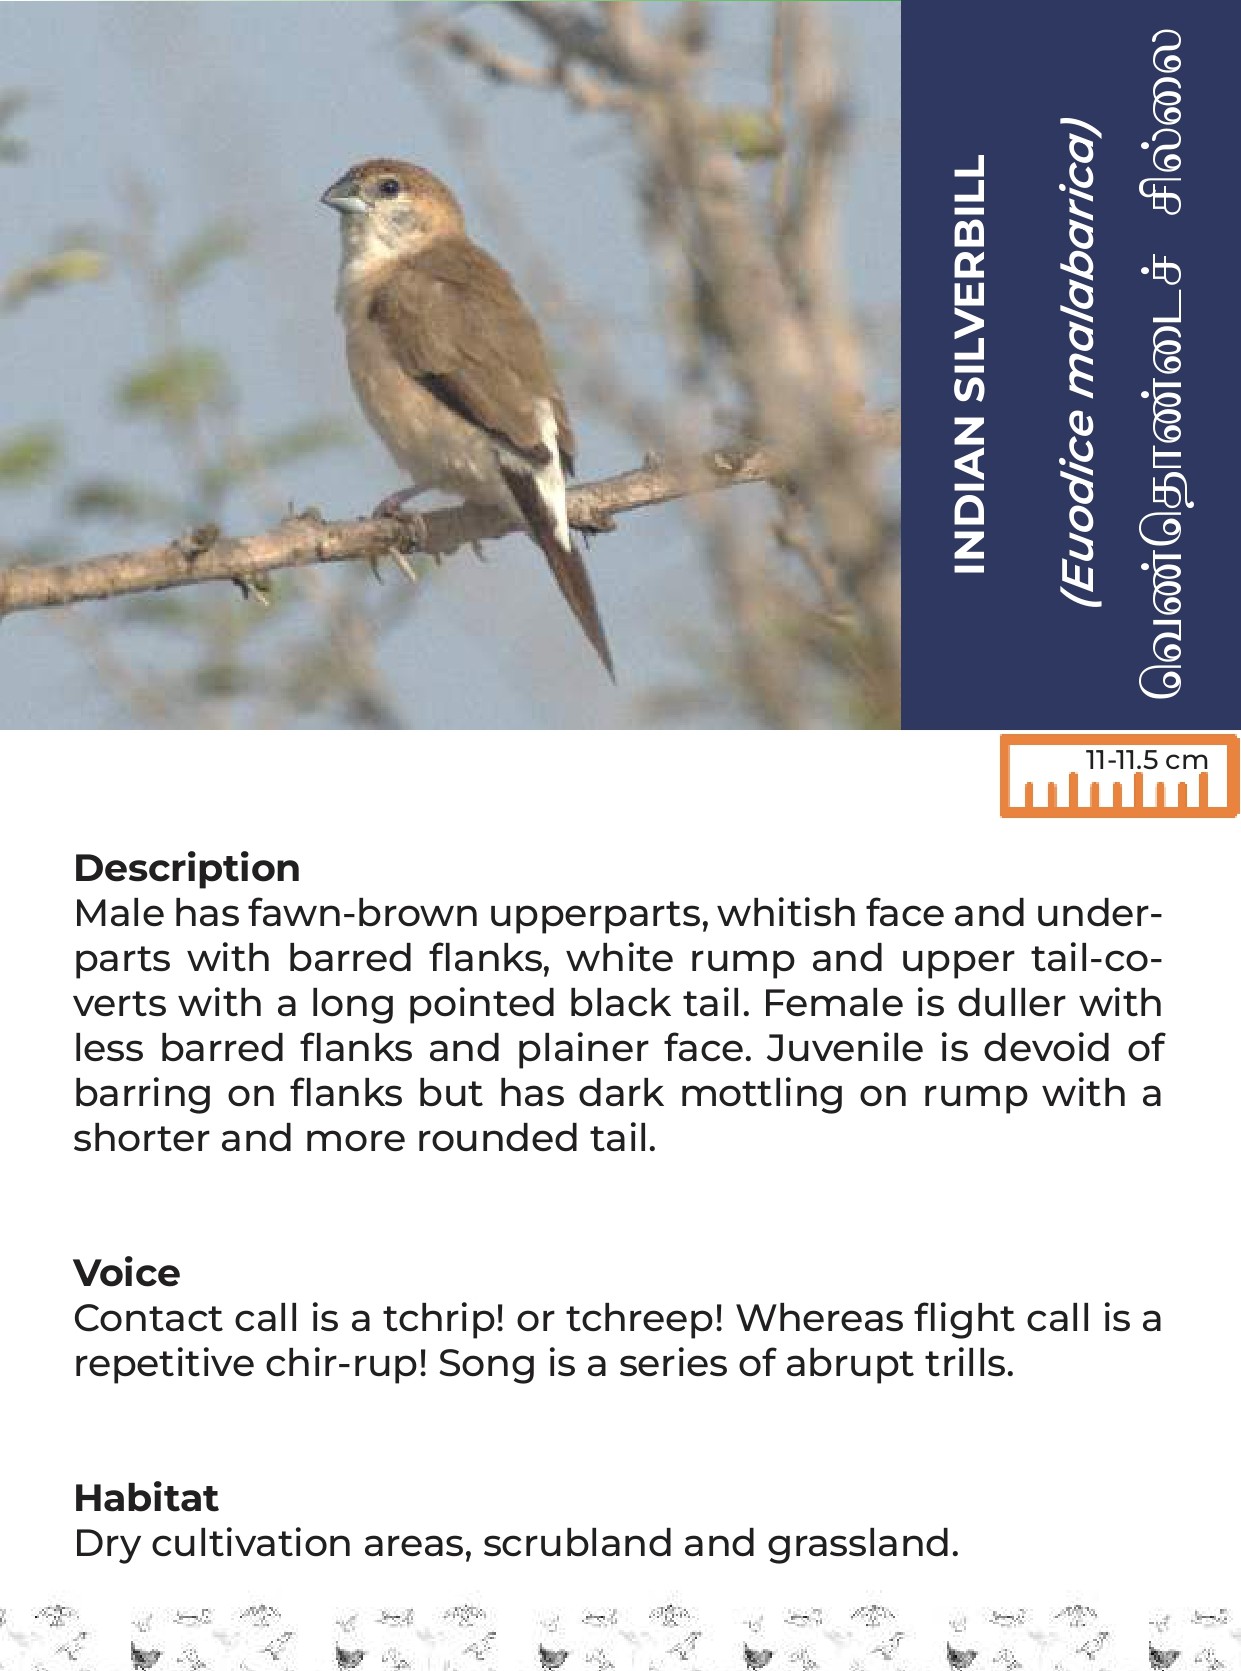 INDIAN SILVERBILL
(Euodice malabarica)
வெண்தொண்டைச் சில்லை
11-11.5 cm
Description
Male has fawn-brown upperparts, whitish face and under-
parts with barred flanks, white rump and upper tail-co-
verts with a long pointed black tail. Female is duller with
less barred flanks and plainer face. Juvenile is devoid of
barring on flanks but has dark mottling on rump with a
shorter and more rounded tail.
Voice
Contact call is a tchrip! or tchreep! Whereas flight call is a
repetitive chir-rup! Song is a series of abrupt trills.
Habitat
Dry cultivation areas, scrubland and grassland.